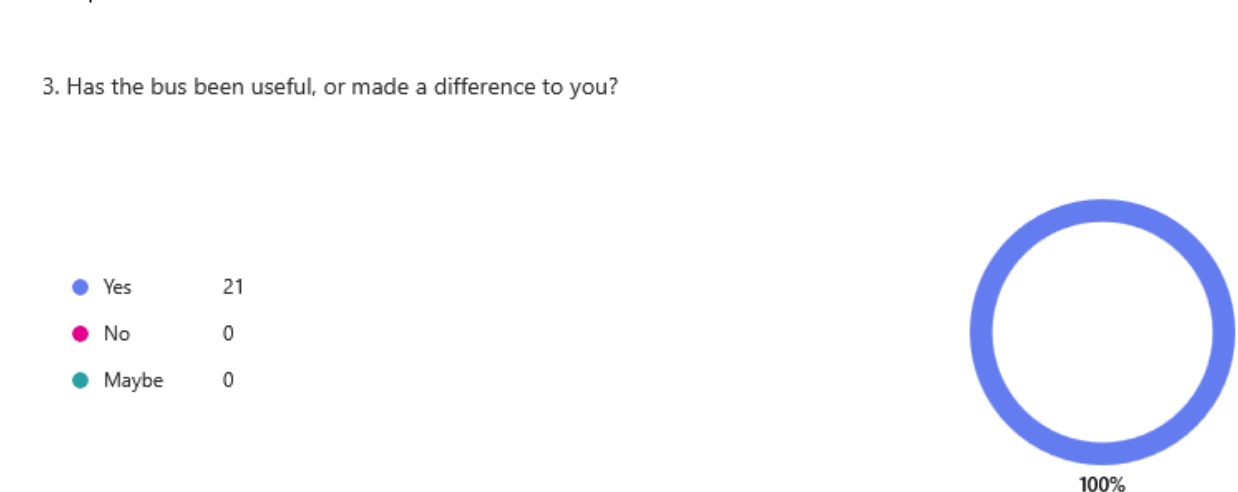 3. Has the bus been useful, or made a difference to you?
Yes 21
No 0
Maybe 0
100%